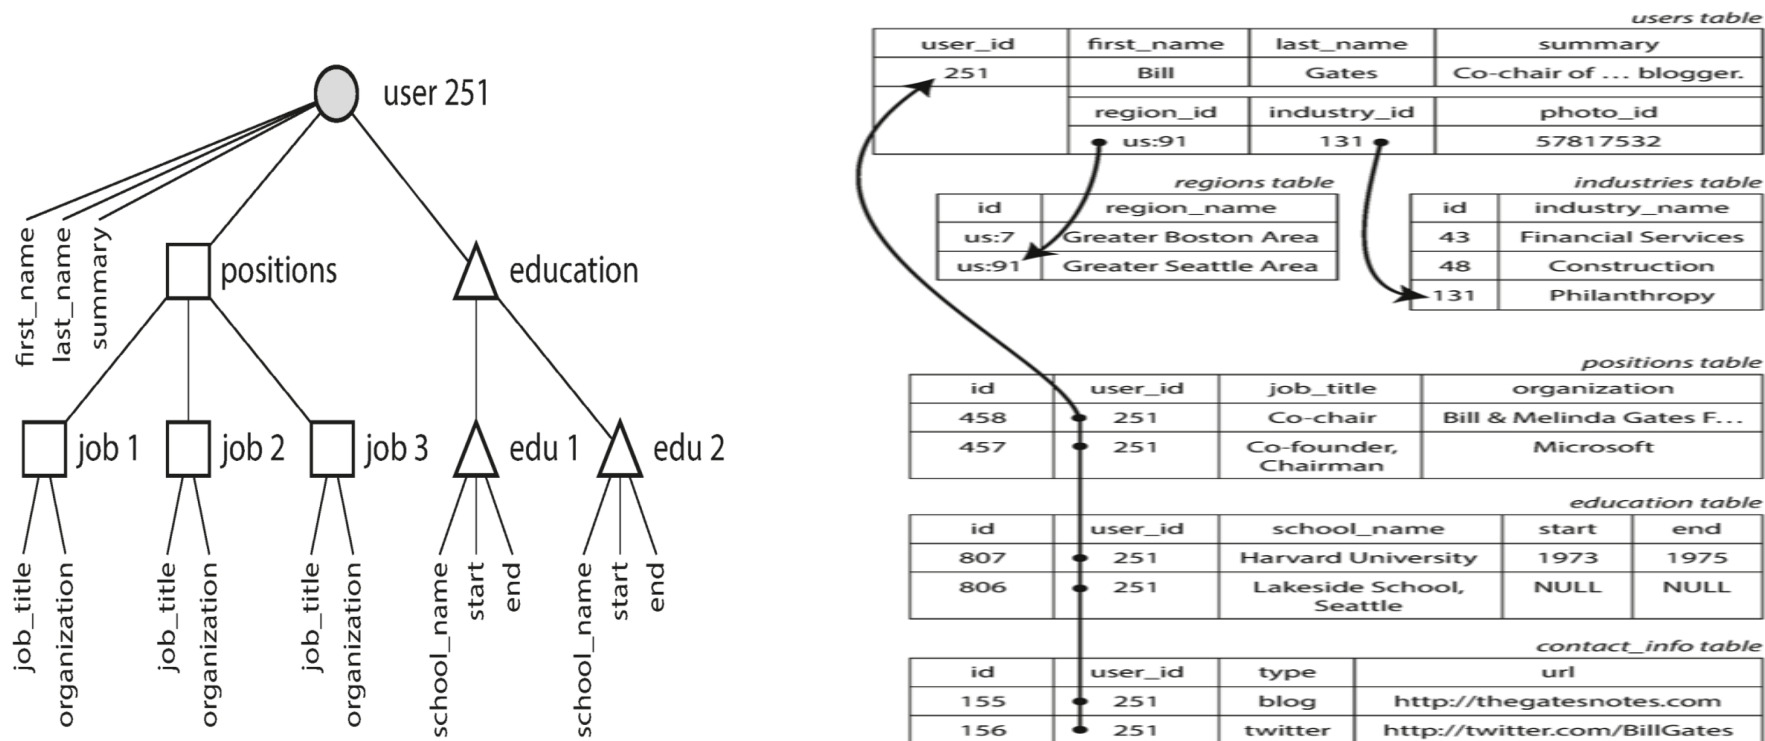 user 251
first_name
last_name
summary
positions
education
job 1
job 2
job 3
edu 1
edu 2
job_title
organization
job_title
organization
job_title
organization
school_name
start
end
school_name
start
end
users table
user_id first_name last_name summary
251 Bill Gates Co-chair of … blogger.
region_id industry_id photo_id
us:91 131 57817532
regions table
id region_name
us:7 Greater Boston Area
us:91 Greater Seattle Area
industries table
id industry_name
43 Financial Services
48 Construction
131 Philanthropy
positions table
id user_id job_title organization
458 251 Co-chair Bill & Melinda Gates F…
457 251 Co-founder, Microsoft
Chairman
education table
id user_id school_name start end
807 251 Harvard University 1973 1975
806 251 Lakeside School, NULL NULL
Seattle
contact_info table
id user_id type url
155 251 blog http://thegatesnotes.com
156 251 twitter http://twitter.com/BillGates